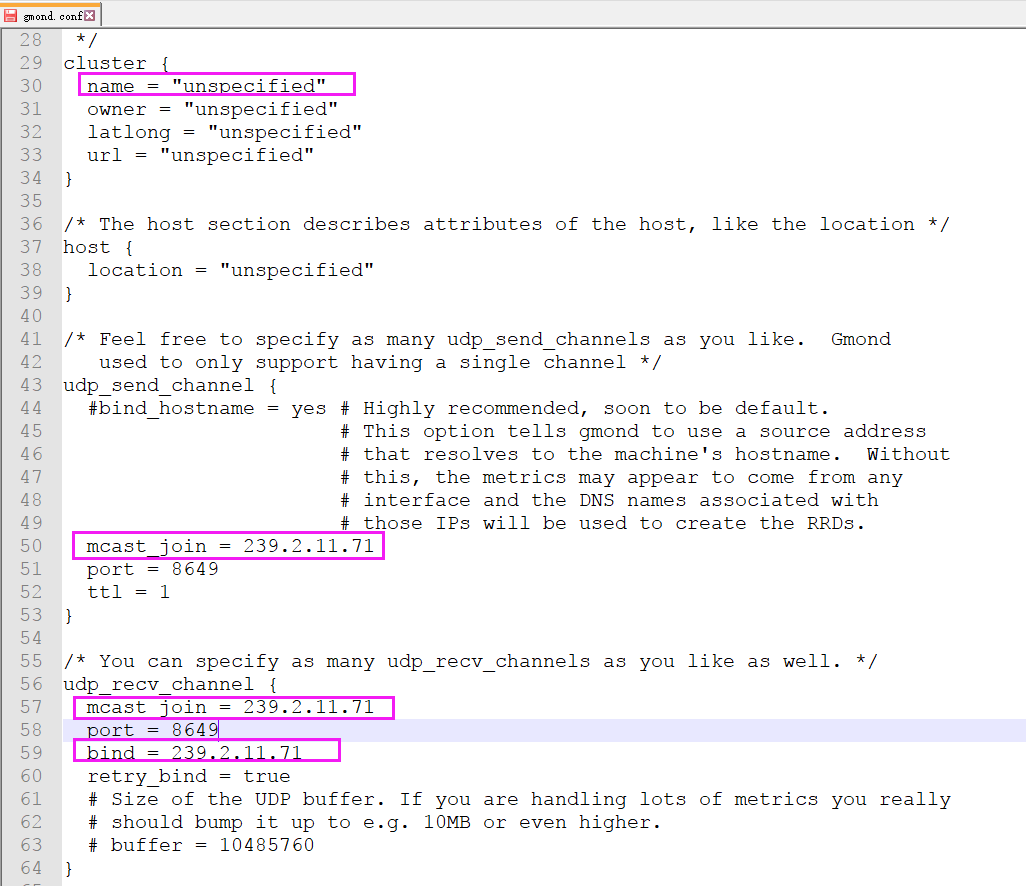 gmond.conf
28 */
29 cluster {
30 name = "unspecified"
31 owner = "unspecified"
32 latlong = "unspecified"
33 url = "unspecified"
34 }
35
36 /* The host section describes attributes of the host, like the location */
37 host {
38 location = "unspecified"
39 }
40
41 /* Feel free to specify as many udp_send_channels as you like.  Gmond
42 used to only support having a single channel */
43 udp_send_channel {
44 #bind_hostname = yes # Highly recommended, soon to be default.
45 # This option tells gmond to use a source address
46 # that resolves to the machine's hostname.  Without
47 # this, the metrics may appear to come from any
48 # interface and the DNS names associated with
49 # those IPs will be used to create the RRDs.
50 mcast_join = 239.2.11.71
51 port = 8649
52 ttl = 1
53 }
54
55 /* You can specify as many udp_recv_channels as you like as well. */
56 udp_recv_channel {
57 mcast_join = 239.2.11.71
58 port = 8649
59 bind = 239.2.11.71
60 retry_bind = true
61 # Size of the UDP buffer. If you are handling lots of metrics you really
62 # should bump it up to e.g. 10MB or even higher.
63 # buffer = 10485760
64 }